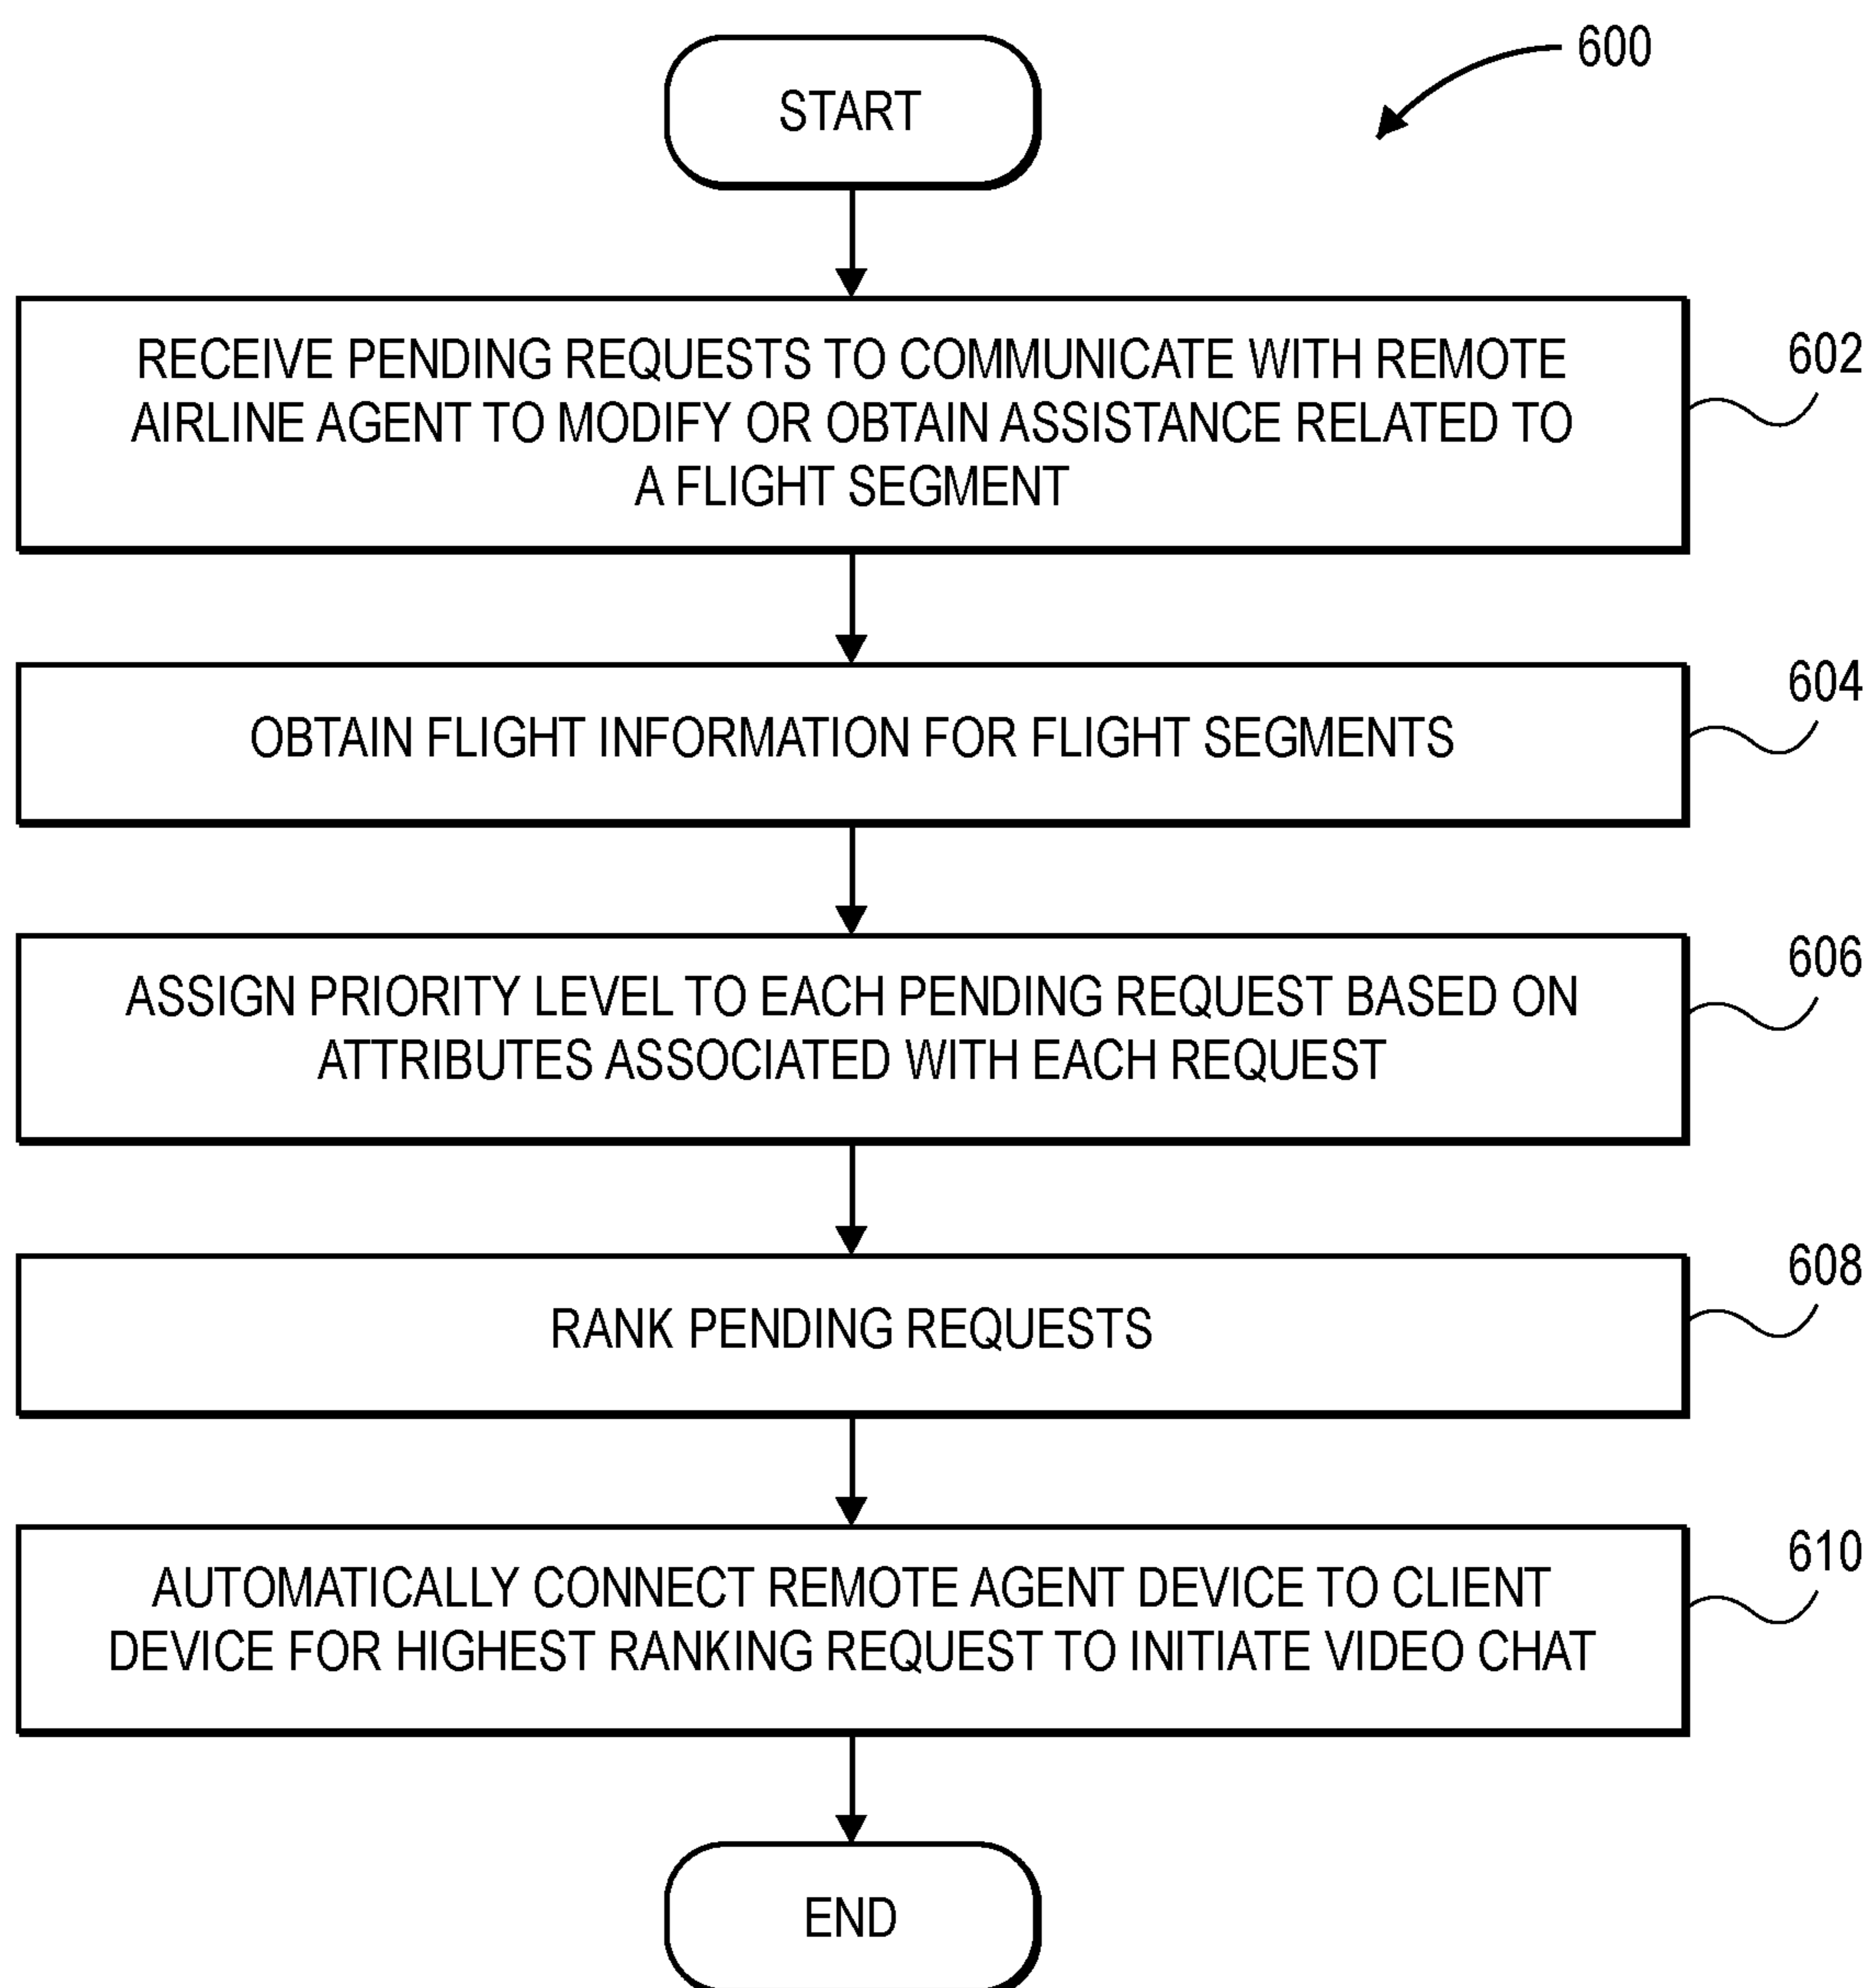 START
600
RECEIVE PENDING REQUESTS TO COMMUNICATE WITH REMOTE
AIRLINE AGENT TO MODIFY OR OBTAIN ASSISTANCE RELATED TO
A FLIGHT SEGMENT
602
OBTAIN FLIGHT INFORMATION FOR FLIGHT SEGMENTS
604
ASSIGN PRIORITY LEVEL TO EACH PENDING REQUEST BASED ON
ATTRIBUTES ASSOCIATED WITH EACH REQUEST
606
RANK PENDING REQUESTS
608
AUTOMATICALLY CONNECT REMOTE AGENT DEVICE TO CLIENT
DEVICE FOR HIGHEST RANKING REQUEST TO INITIATE VIDEO CHAT
610
END